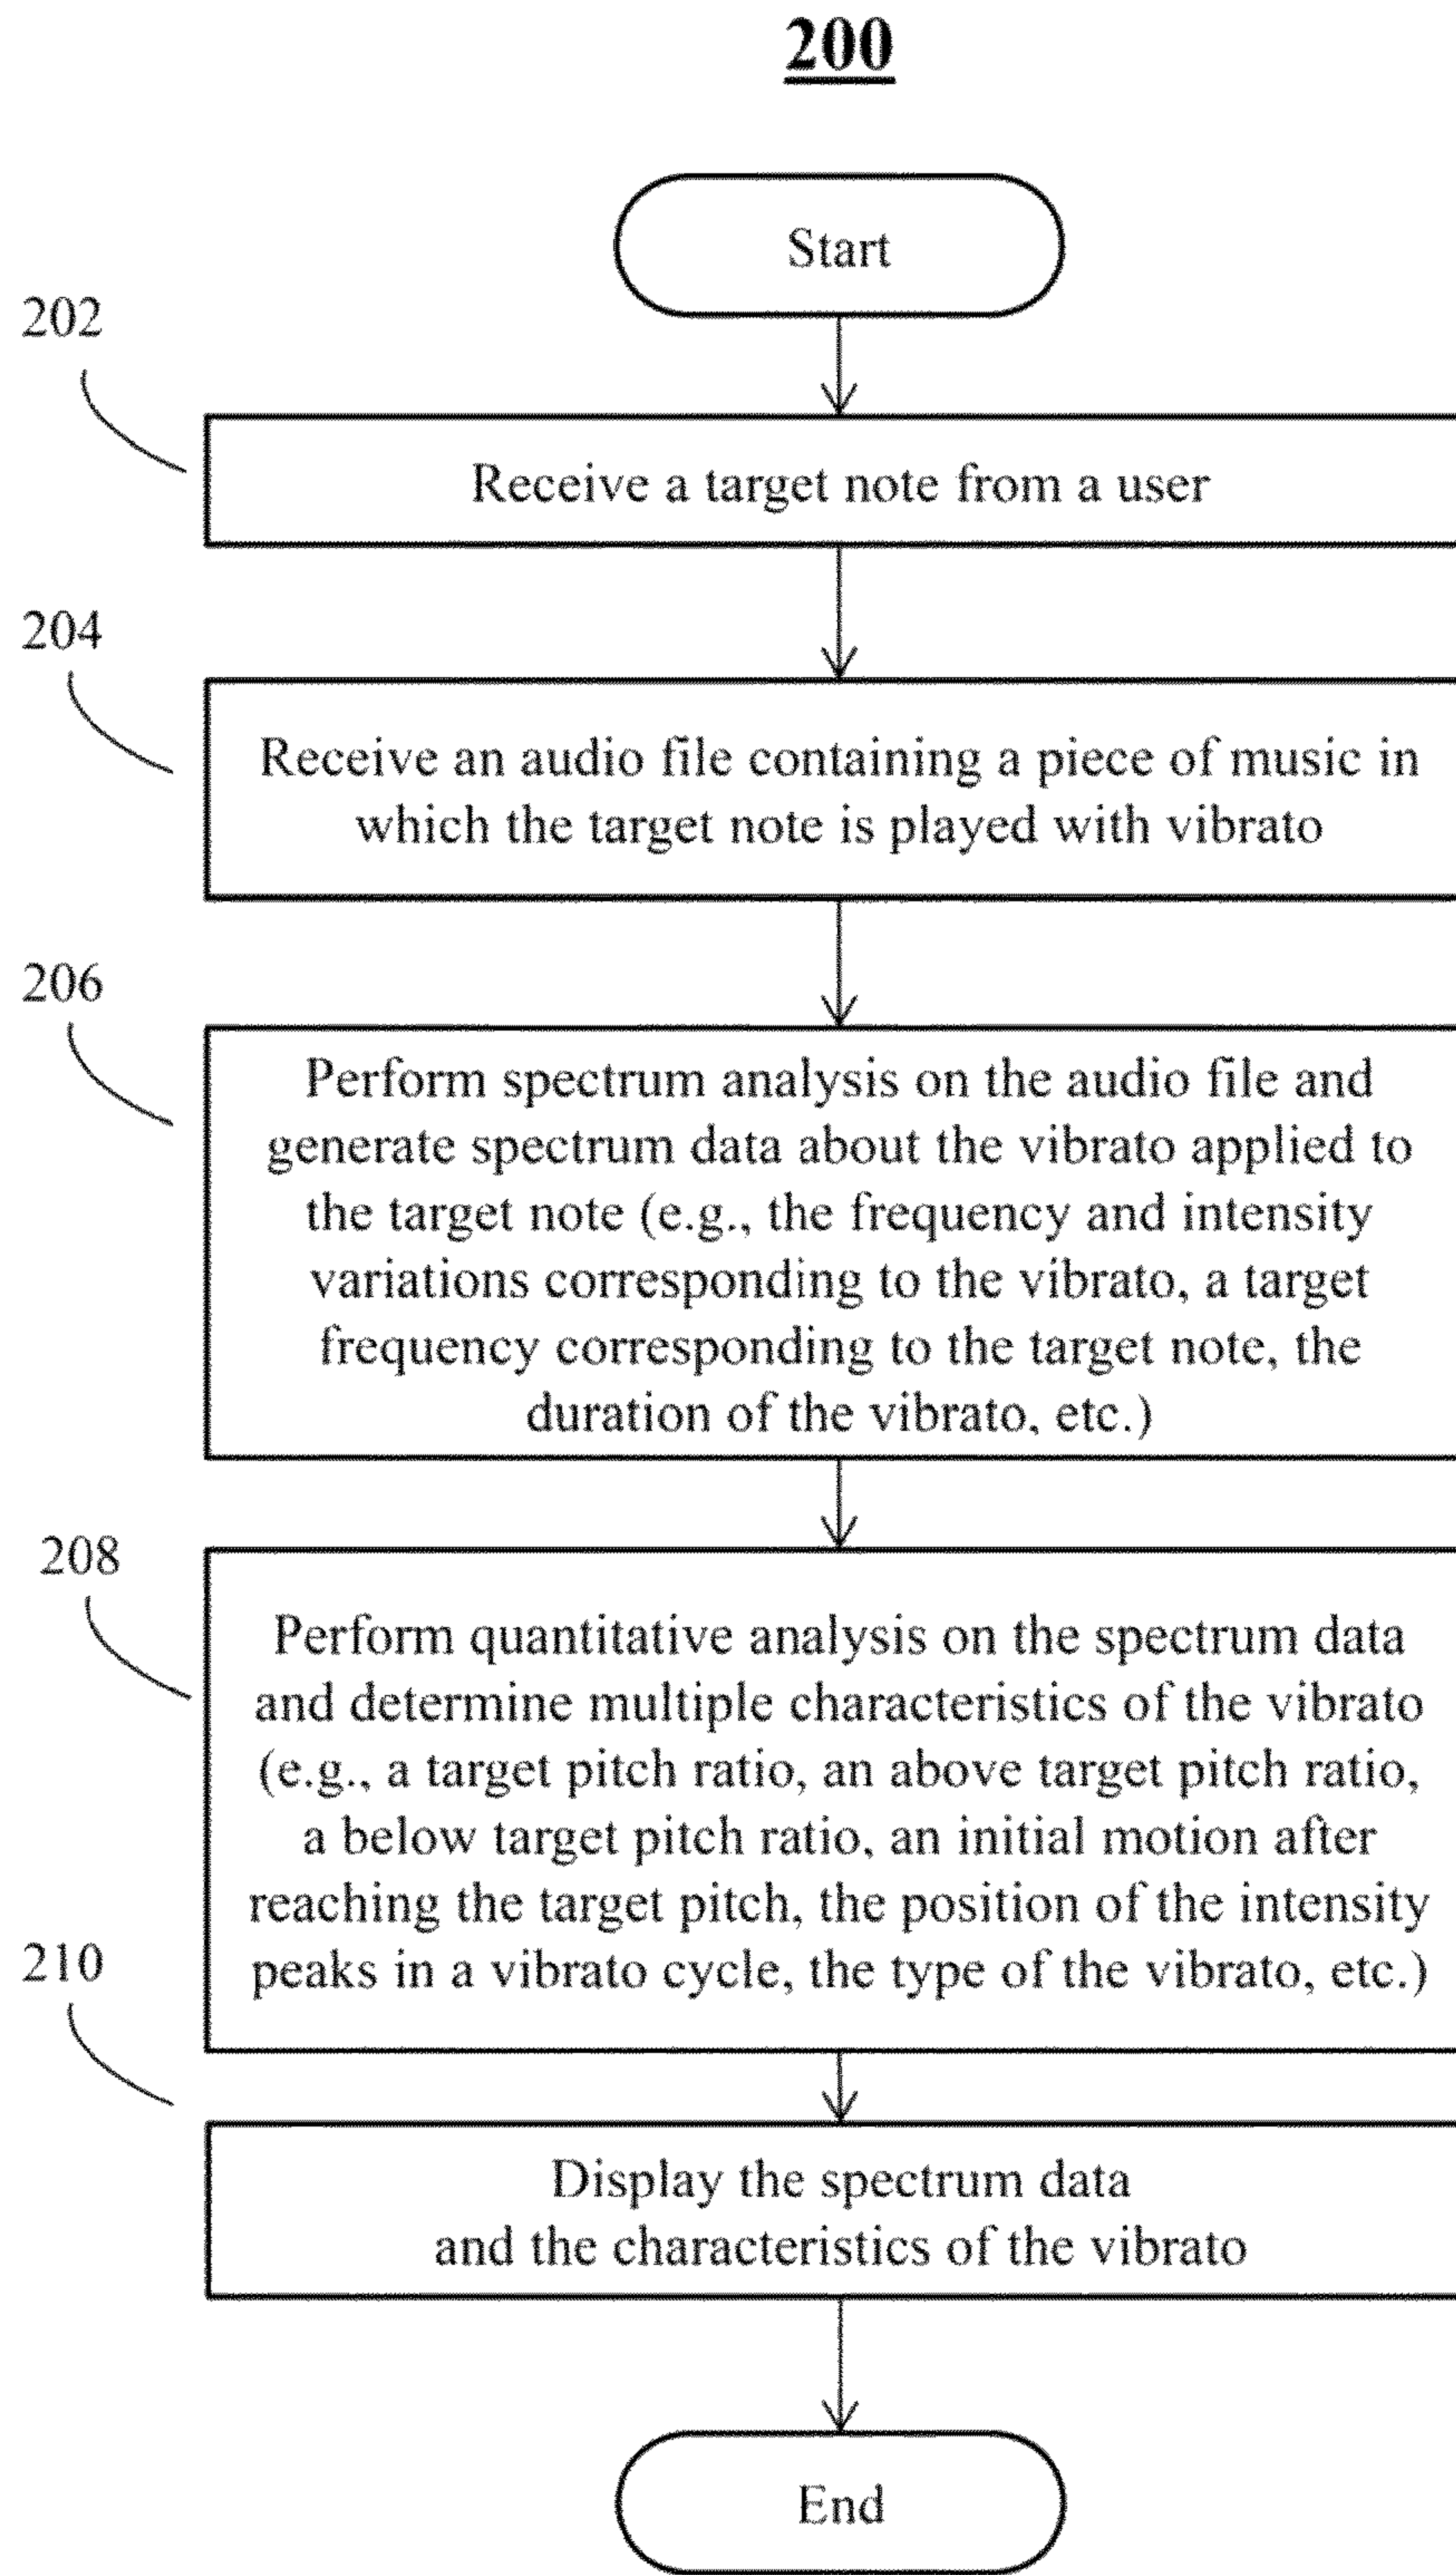 200
Start
202
Receive a target note from a user
204
Receive an audio file containing a piece of music in
which the target note is played with vibrato
206
Perform spectrum analysis on the audio file and
generate spectrum data about the vibrato applied to
the target note (e.g., the frequency and intensity
variations corresponding to the vibrato, a target
frequency corresponding to the target note, the
duration of the vibrato, etc.)
208
Perform quantitative analysis on the spectrum data
and determine multiple characteristics of the vibrato
(e.g., a target pitch ratio, an above target pitch ratio,
a below target pitch ratio, an initial motion after
reaching the target pitch, the position of the intensity
peaks in a vibrato cycle, the type of the vibrato, etc.)
210
Display the spectrum data
and the characteristics of the vibrato
End